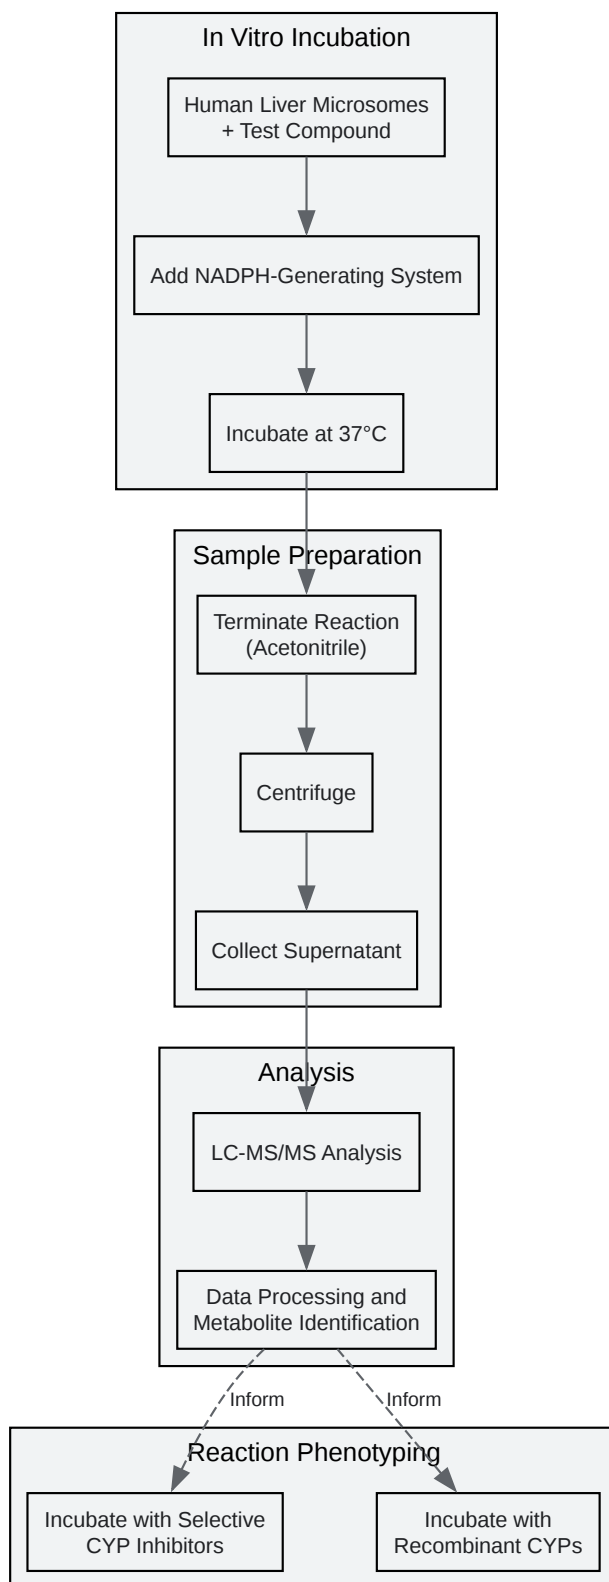 In Vitro Incubation
Human Liver Microsomes
+ Test Compound
Add NADPH-Generating System
Incubate at 37°C
Sample Preparation
Terminate Reaction
(Acetonitrile)
Centrifuge
Collect Supernatant
Analysis
LC-MS/MS Analysis
Data Processing and
Metabolite Identification
Inform
Inform
Reaction Phenotyping
Incubate with Selective
CYP Inhibitors
Incubate with
Recombinant CYPs